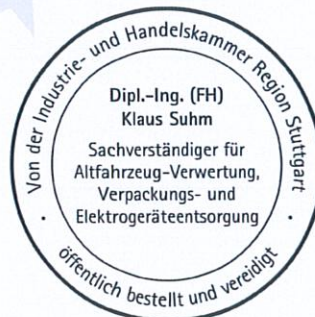 Von der Industrie- und Handelskammer Region Stuttgart
Dipl.-Ing. (FH)
Klaus Suhm
Sachverständiger für
Altfahrzeug-Verwertung,
Verpackungs- und
Elektrogeräteentsorgung
öffentlich bestellt und vereidigt